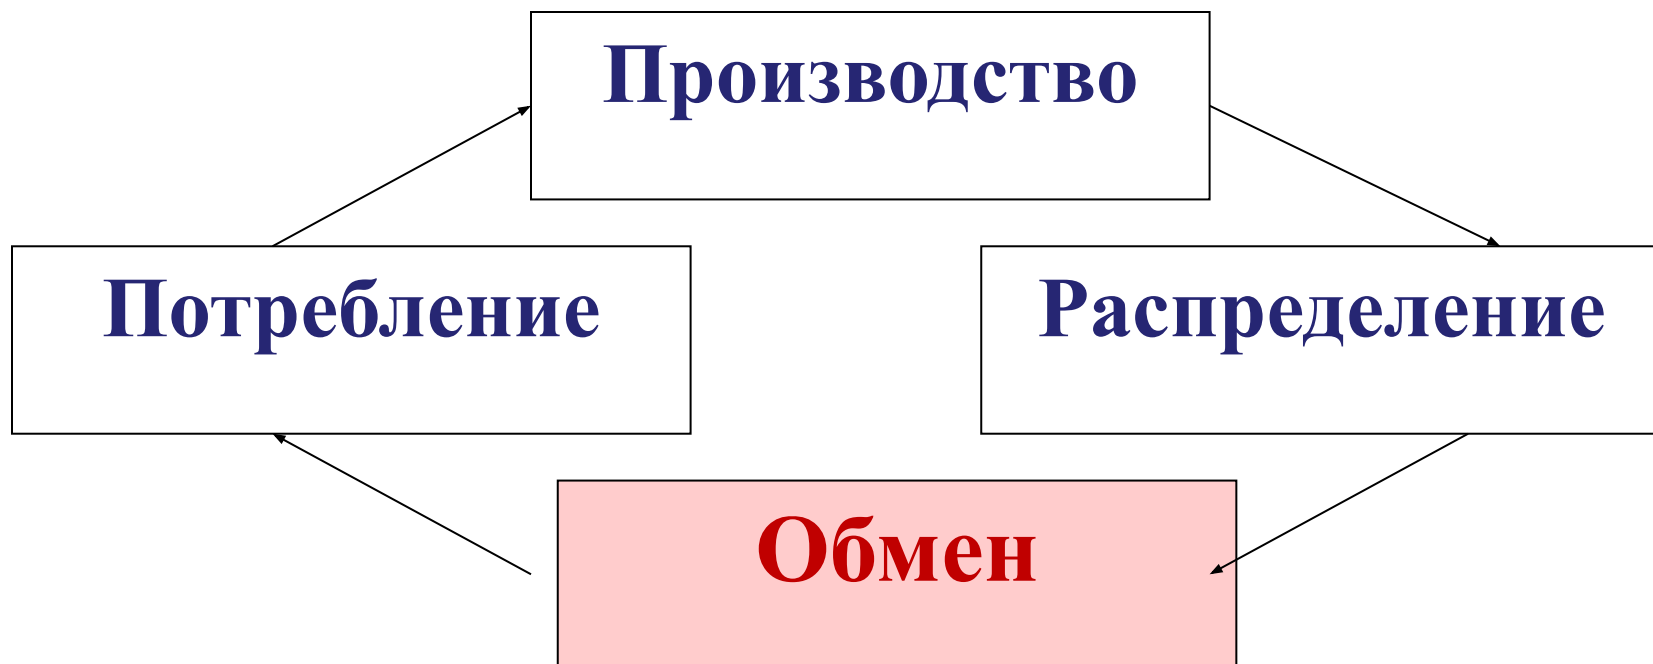 Производство
Потребление
Распределение
Обмен